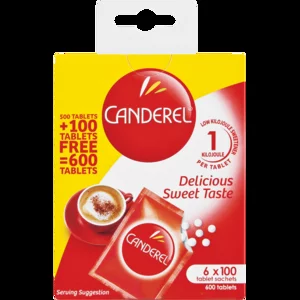 CANDEREL
500 TABLETS
+100
TABLETS
FREE
=600
TABLETS
LOW KILOJOULE SWEETENER
1
KILOJOULE
PER TABLET
Delicious
Sweet Taste
CANDEREL
6 x 100
tablet sachets
600 tablets
Serving Suggestion